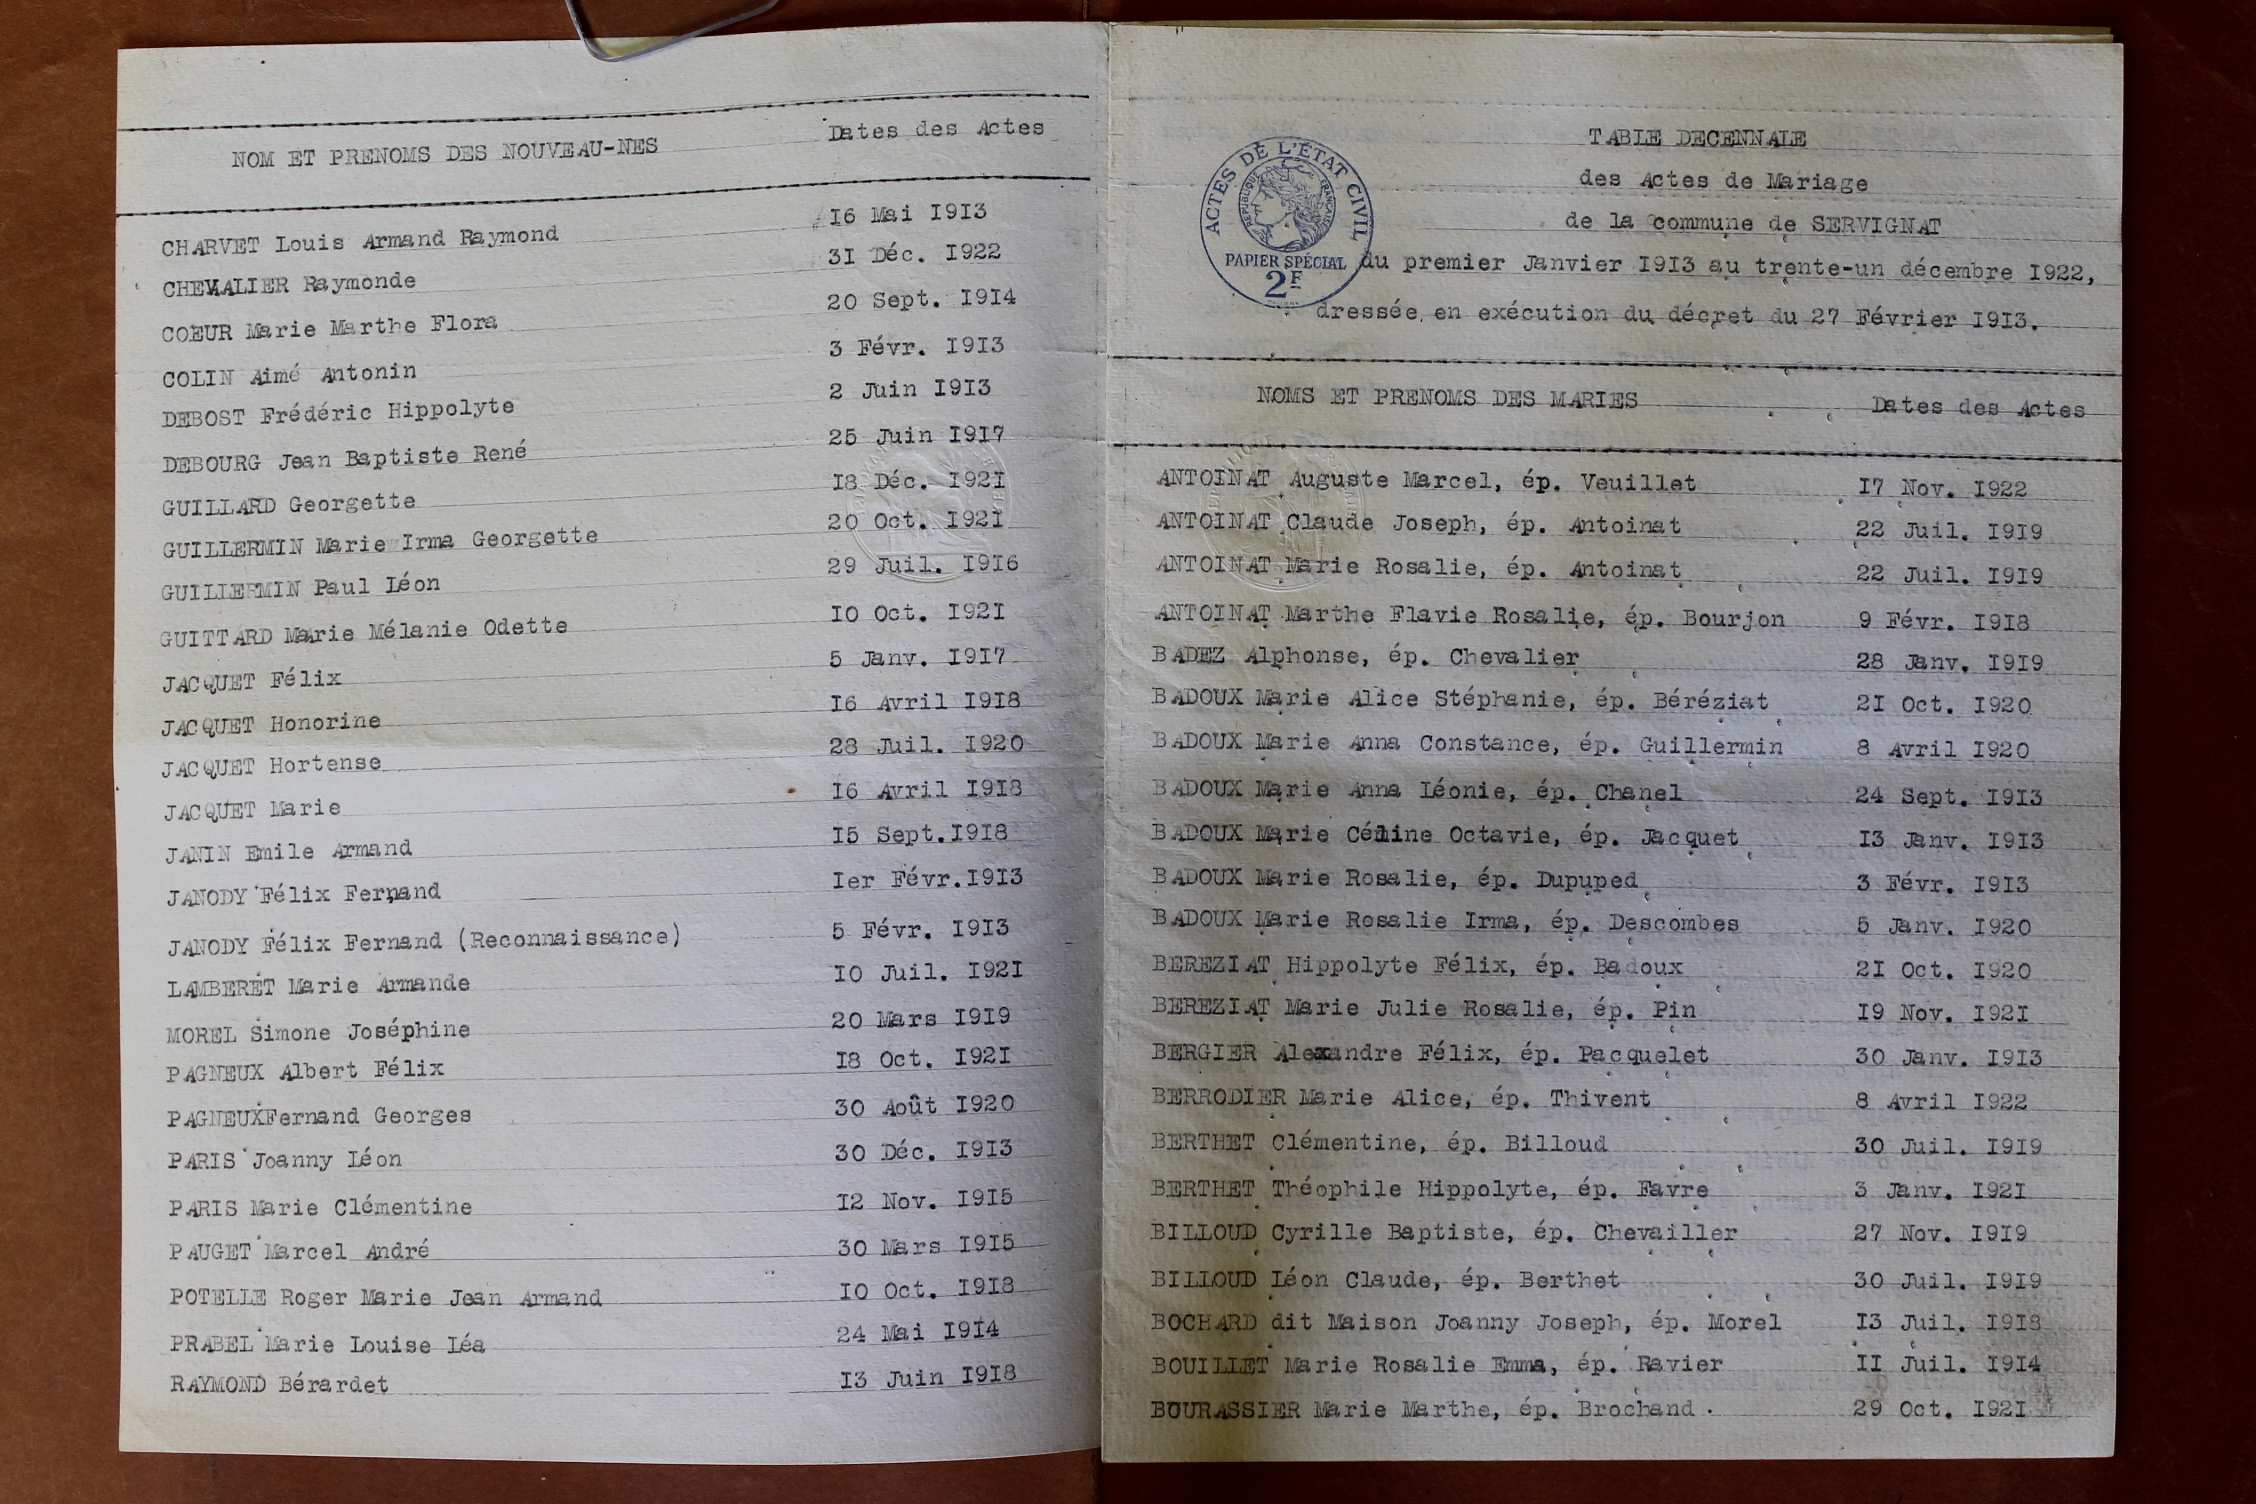 NOM ET PRENOMS DES NOUVEAU-NES Dates des Actes
CHARVET Louis Armand Raymond 16 Mai 1913
CHEVALIER Raymonde 31 Déc. 1922
COEUR Marie Marthe Flora 20 Sept. 1914
COLIN Aimé Antonin 3 Févr. 1913
DEBOST Frédéric Hippolyte 2 Juin 1913
DEBOURG Jean Baptiste René 25 Juin 1917
GUILLARD Georgette 18 Déc. 1921
GUILLERMIN Marie Irma Georgette 20 Oct. 1921
GUILLERMIN Paul Léon 29 Juil. 1916
GUITTARD Marie Mélanie Odette 10 Oct. 1921
JACQUET Félix 5 Janv. 1917
JACQUET Honorine 16 Avril 1918
JACQUET Hortense 28 Juil. 1920
JACQUET Marie 16 Avril 1918
JANIN Emile Armand 15 Sept.1918
JANODY Félix Fernand 1er Févr.1913
JANODY Félix Fernand (Reconnaissance) 5 Févr. 1913
LAMBERET Marie Armande 10 Juil. 1921
MOREL Simone Joséphine 20 Mars 1919
PAGNEUX Albert Félix 18 Oct. 1921
PAGNEUXFernand Georges 30 Août 1920
PARIS Joanny Léon 30 Déc. 1913
PARIS Marie Clémentine 12 Nov. 1915
PAUGET Marcel André 30 Mars 1915
POTELLE Roger Marie Jean Armand 10 Oct. 1918
PRABEL Marie Louise Léa 24 Mai 1914
RAYMOND Bérardet 13 Juin 1918
ACTES DE L'ÉTAT CIVIL
RÉPUBLIQUE FRANÇAISE
PAPIER SPÉCIAL
2F
TABLE DECENNALE
des Actes de Mariage
de la commune de SERVIGNAT
du premier Janvier 1913 au trente-un décembre 1922,
dressée en exécution du décret du 27 Février 1913.
NOMS ET PRENOMS DES MARIES Dates des Actes
ANTOINAT Auguste Marcel, ép. Veuillet 17 Nov. 1922
ANTOINAT Claude Joseph, ép. Antoinat 22 Juil. 1919
ANTOINAT Marie Rosalie, ép. Antoinat 22 Juil. 1919
ANTOINAT Marthe Flavie Rosalie, ép. Bourjon 9 Févr. 1918
BADEZ Alphonse, ép. Chevalier 28 Janv. 1919
BADOUX Marie Alice Stéphanie, ép. Béréziat 21 Oct. 1920
BADOUX Marie Anna Constance, ép. Guillermin 8 Avril 1920
BADOUX Marie Anna Léonie, ép. Chanel 24 Sept. 1913
BADOUX Marie Céline Octavie, ép. Jacquet 13 Janv. 1913
BADOUX Marie Rosalie, ép. Dupuped 3 Févr. 1913
BADOUX Marie Rosalie Irma, ép. Descombes 5 Janv. 1920
BEREZIAT Hippolyte Félix, ép. Badoux 21 Oct. 1920
BEREZIAT Marie Julie Rosalie, ép. Pin 19 Nov. 1921
BERGIER Alexandre Félix, ép. Pacquelet 30 Janv. 1913
BERRODIER Marie Alice, ép. Thivent 8 Avril 1922
BERTHET Clémentine, ép. Billoud 30 Juil. 1919
BERTHET Théophile Hippolyte, ép. Favre 3 Janv. 1921
BILLOUD Cyrille Baptiste, ép. Chevailler 27 Nov. 1919
BILLOUD Léon Claude, ép. Berthet 30 Juil. 1919
BOCHARD dit Maison Joanny Joseph, ép. Morel 13 Juil. 1918
BOUILLET Marie Rosalie Emma, ép. Ravier 11 Juil. 1914
BOURASSIER Marie Marthe, ép. Brochand 29 Oct. 1921